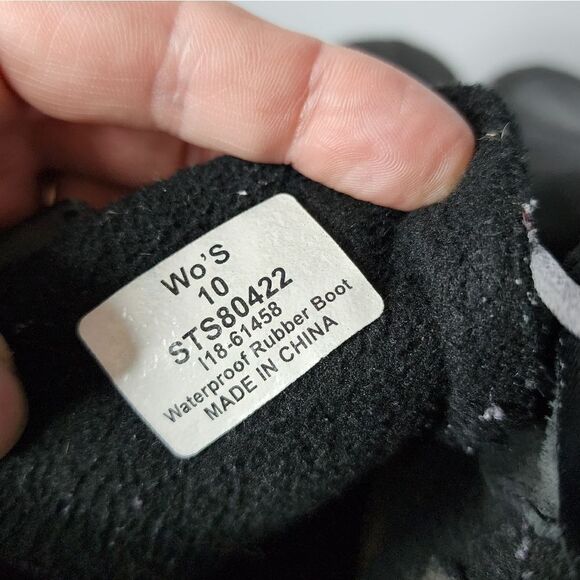 Wo'S
10
STS80422
I18-61458
Waterproof Rubber Boot
MADE IN CHINA